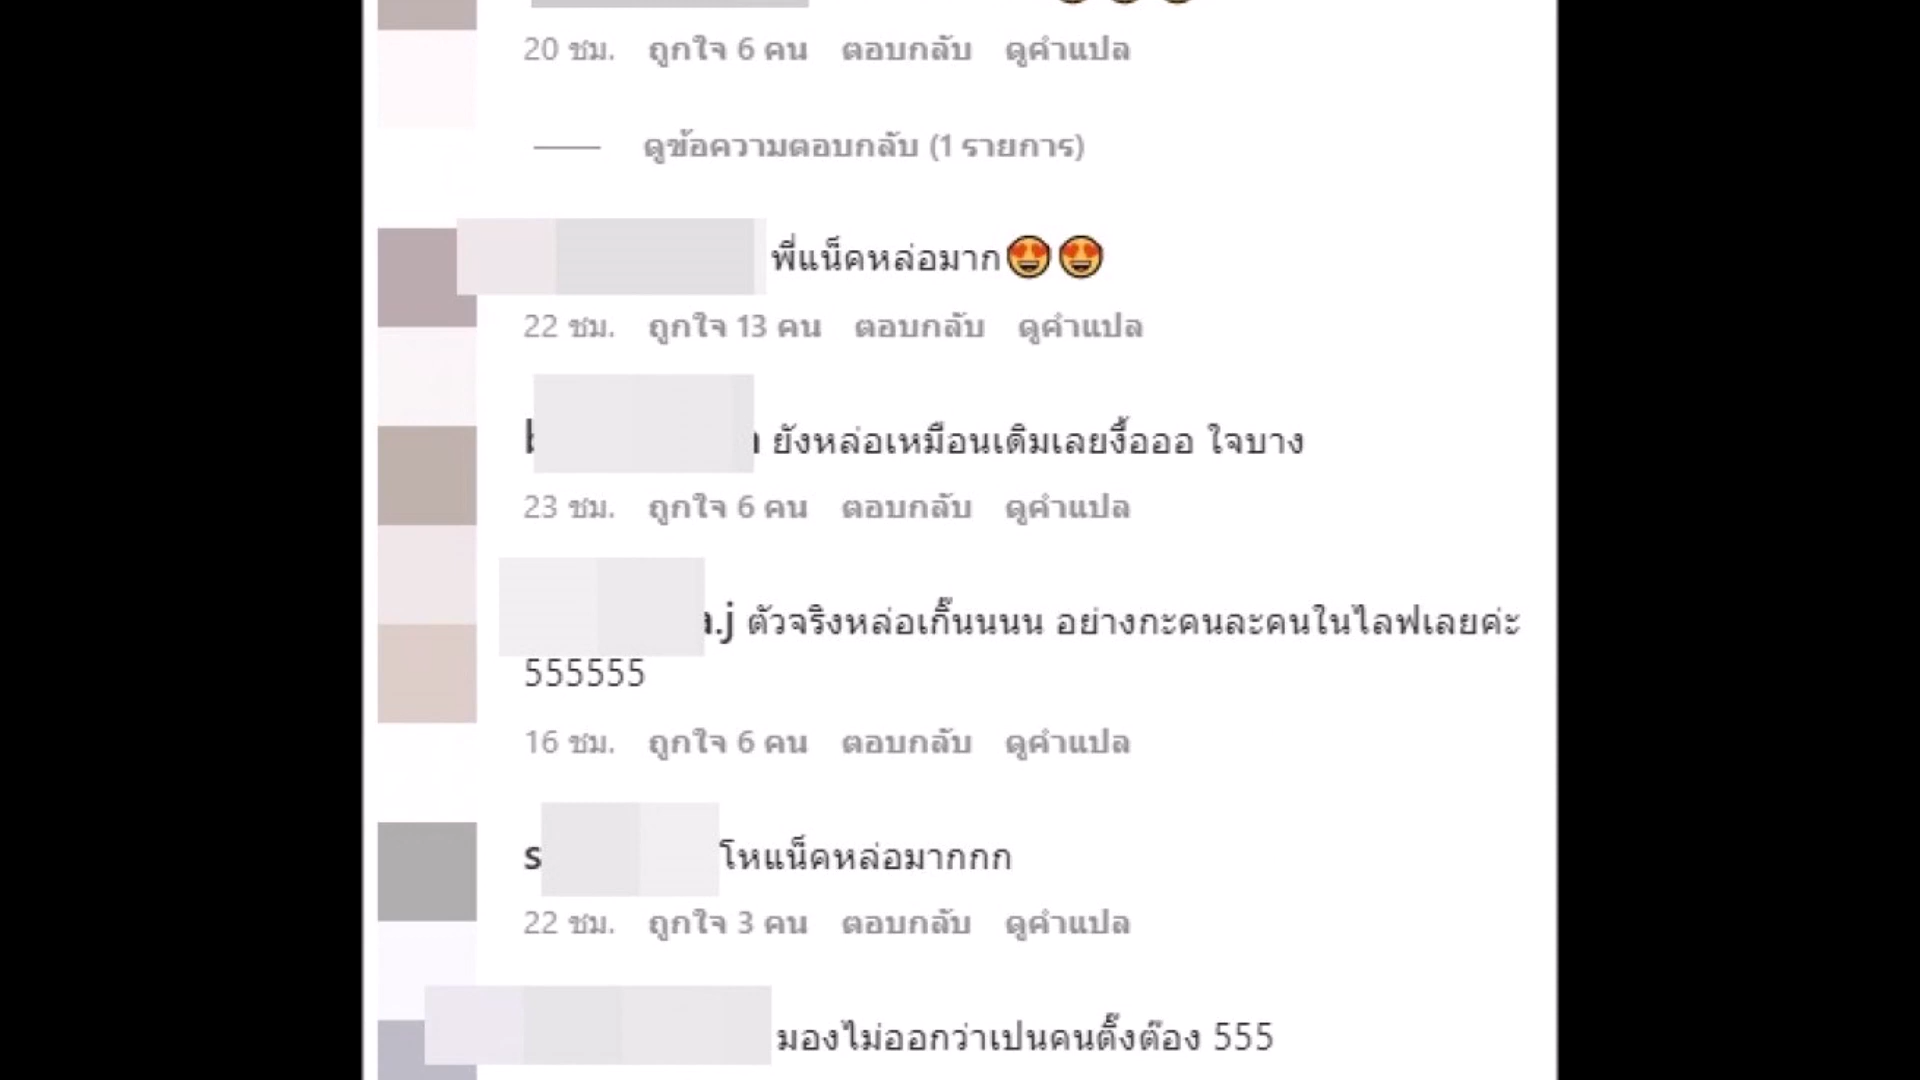 20 ชม. ถูกใจ 6 คน ตอบกลับ ดูคำแปล
ดูข้อความตอบกลับ (1 รายการ)
พี่แน็คหล่อมาก😍😍
22 ชม. ถูกใจ 13 คน ตอบกลับ ดูคำแปล
ยังหล่อเหมือนเดิมเลยงื้อออ ใจบาง
23 ชม. ถูกใจ 6 คน ตอบกลับ ดูคำแปล
a.j ตัวจริงหล่อเกิ๊นนนน อย่างกะคนละคนในไลฟเลยค่ะ
555555
16 ชม. ถูกใจ 6 คน ตอบกลับ ดูคำแปล
s โหแน็คหล่อมากกก
22 ชม. ถูกใจ 3 คน ตอบกลับ ดูคำแปล
มองไม่ออกว่าเปนคนติ๊งต๊อง 555